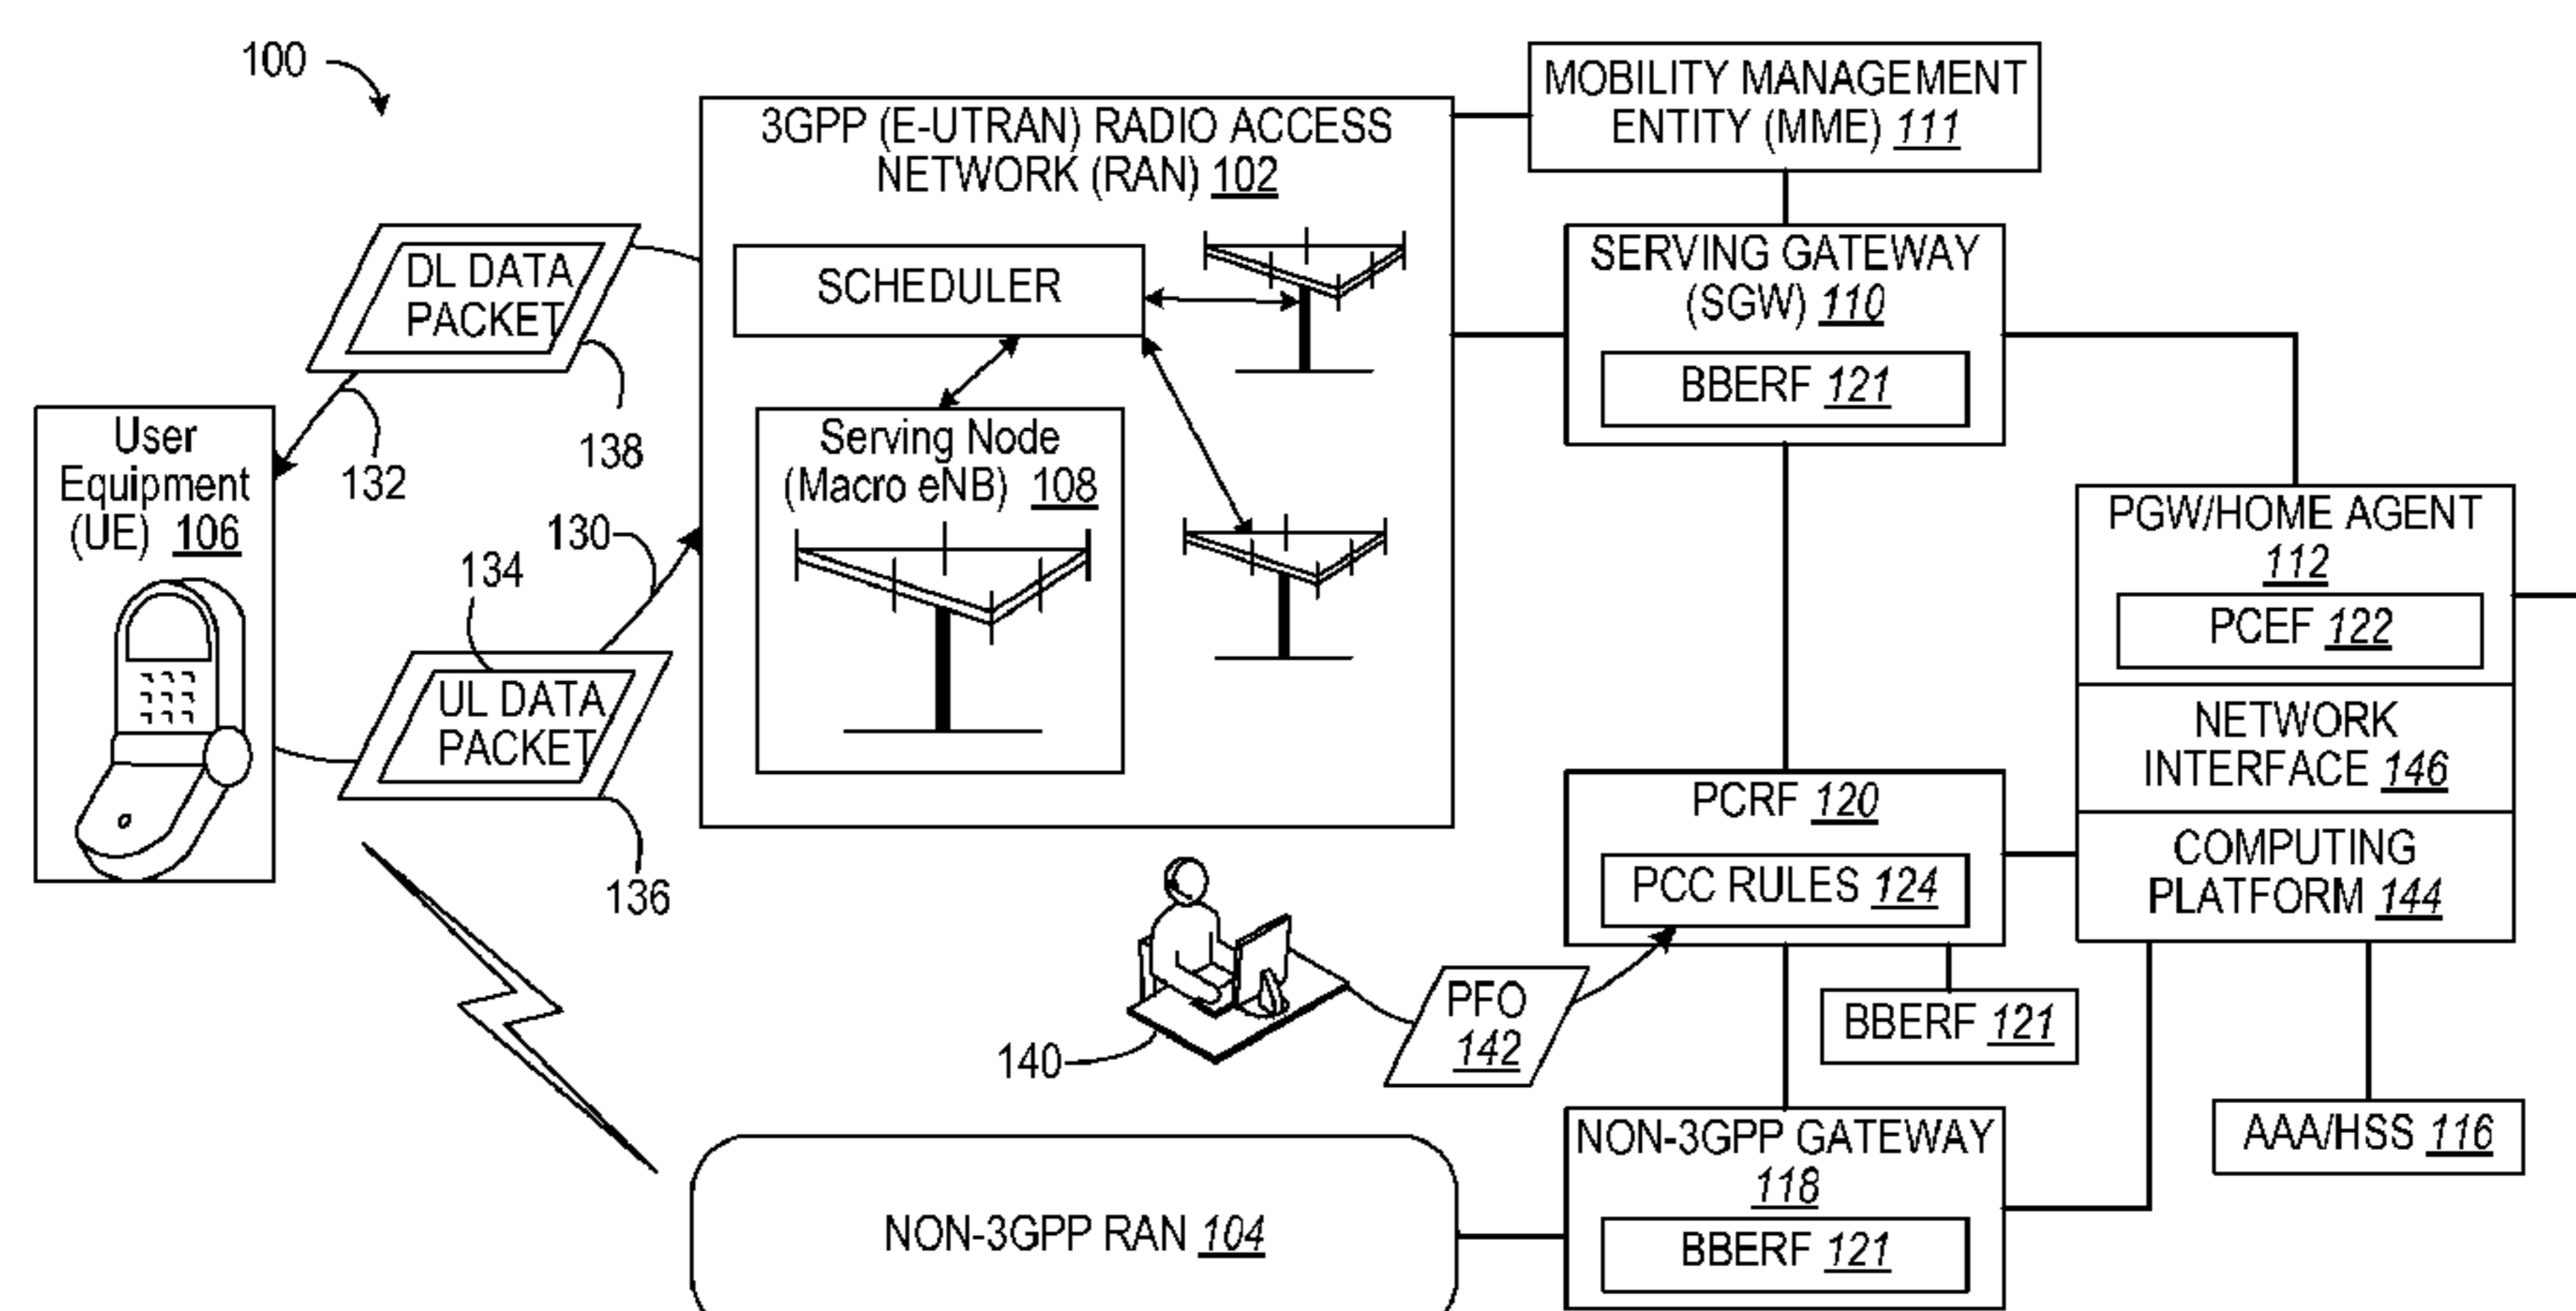 100
MOBILITY MANAGEMENT
ENTITY (MME) 111
3GPP (E-UTRAN) RADIO ACCESS
NETWORK (RAN) 102
DL DATA
PACKET
SCHEDULER
SERVING GATEWAY
(SGW) 110
BBERF 121
138
132
User
Equipment
(UE) 106
Serving Node
(Macro eNB) 108
130
134
PGW/HOME AGENT
112
PCEF 122
UL DATA
PACKET
NETWORK
INTERFACE 146
136
PCRF 120
PCC RULES 124
COMPUTING
PLATFORM 144
PFO
142
BBERF 121
140
NON-3GPP GATEWAY
118
BBERF 121
AAA/HSS 116
NON-3GPP RAN 104